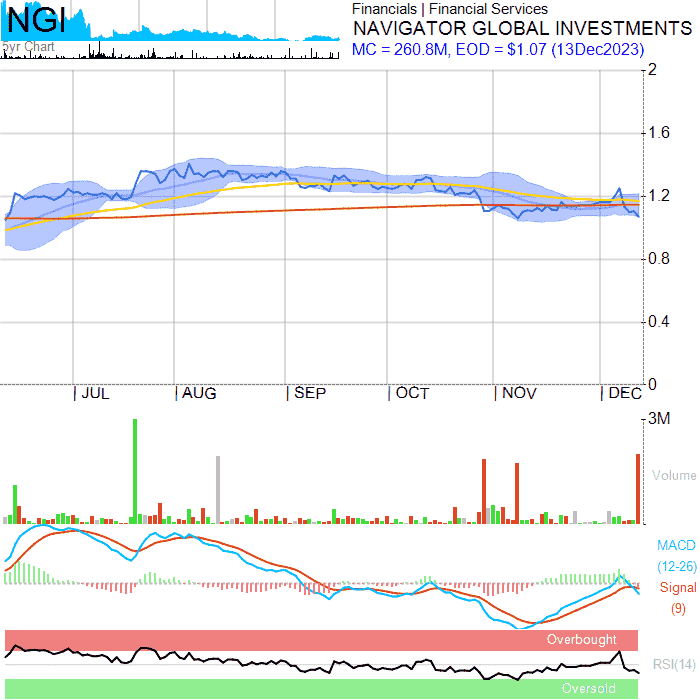 NGI
5yr Chart
Financials | Financial Services
NAVIGATOR GLOBAL INVESTMENTS
MC = 260.8M, EOD = $1.07 (13Dec2023)
2
1.6
1.2
0.8
0.4
0
| JUL | AUG | SEP | OCT | NOV | DEC
3M
Volume
MACD
(12-26)
Signal
(9)
Overbought
RSI(14)
Oversold